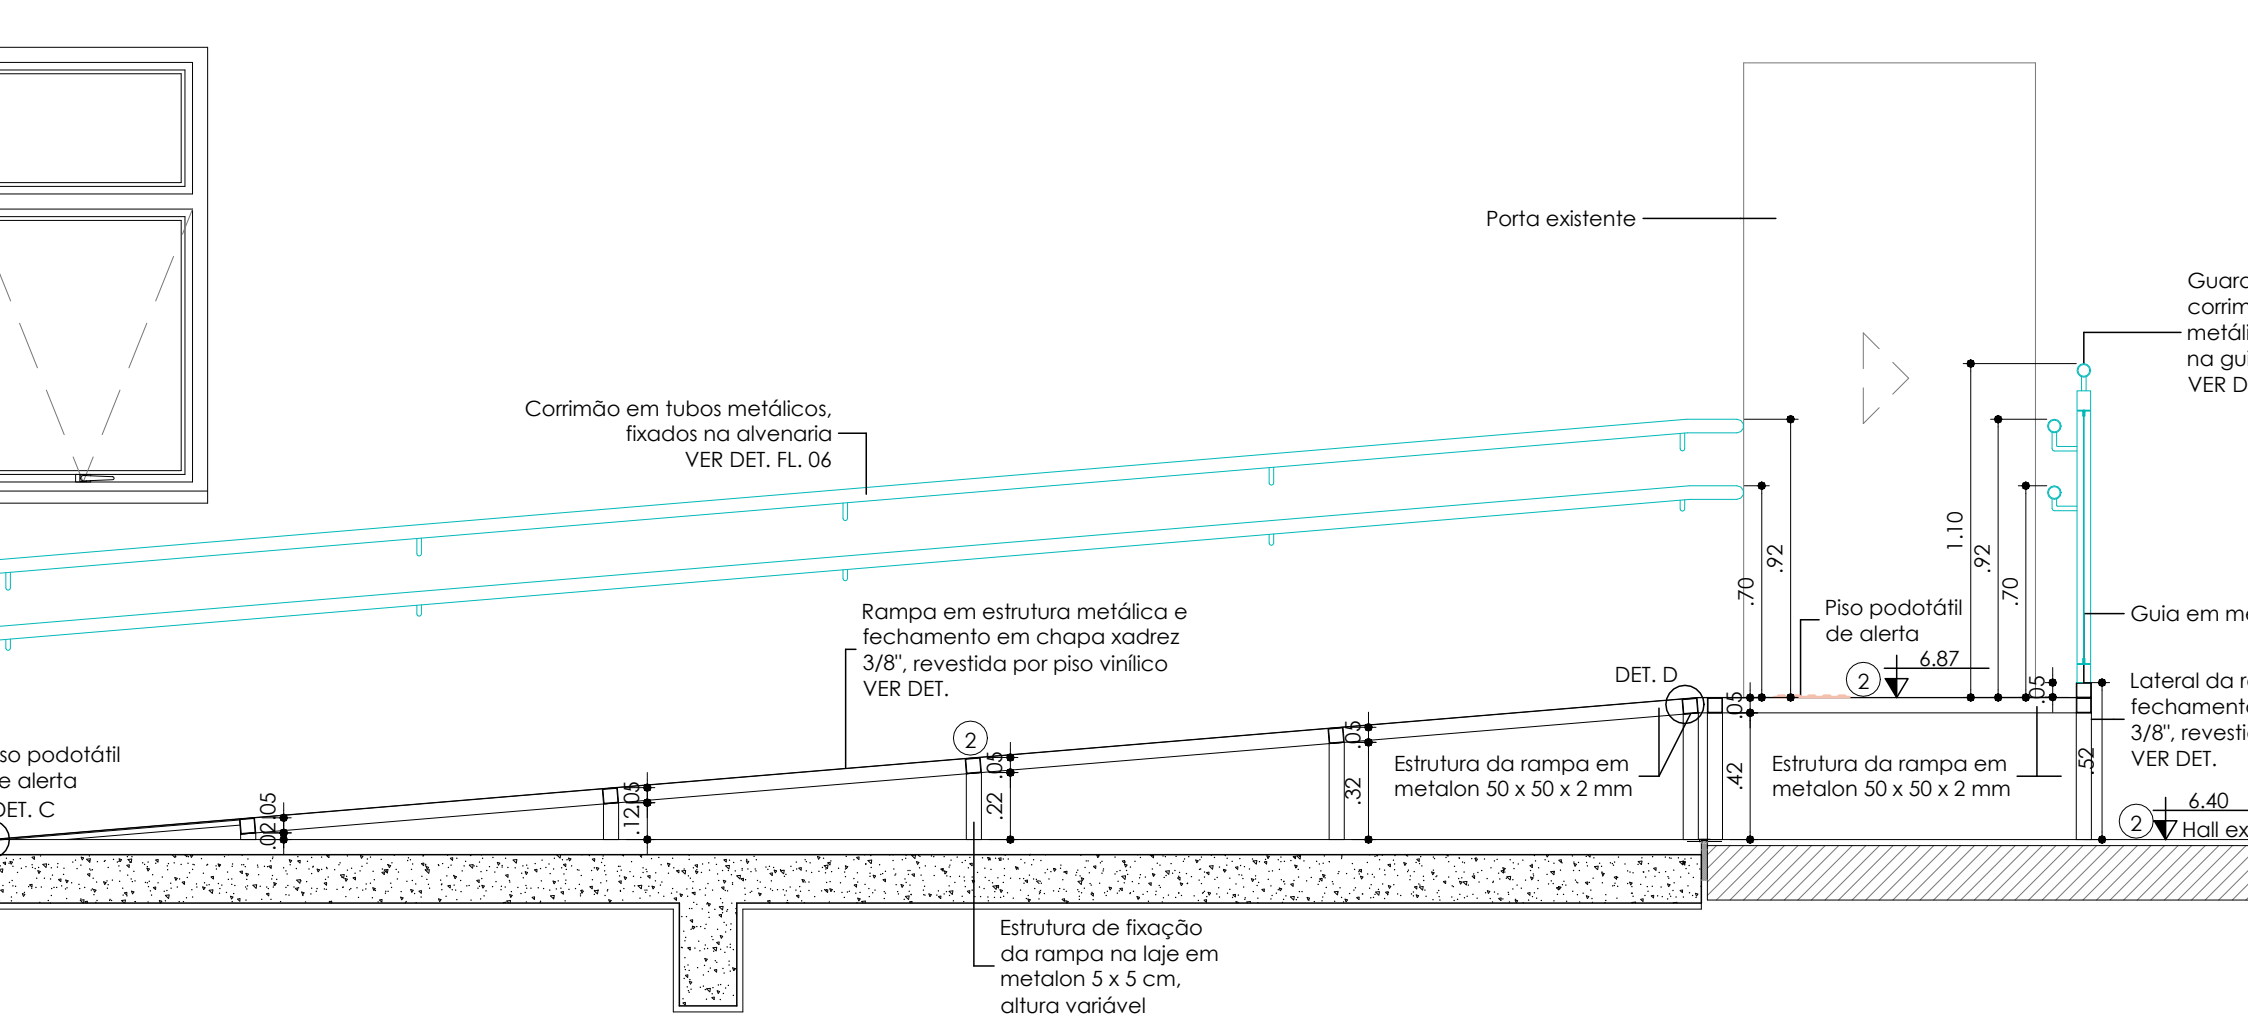 Porta existente
Guard
corrim
metáli
na gui
VER D
Corrimão em tubos metálicos,
fixados na alvenaria
VER DET. FL. 06
1.10
.92
.70
.92
.70
Rampa em estrutura metálica e
fechamento em chapa xadrez
3/8", revestida por piso vinílico
VER DET.
Piso podotátil
de alerta
Guia em me
2
6.87
DET. D
.05
.05
Lateral da r
fechament
3/8", revesti
VER DET.
so podotátil
e alerta
DET. C
2
.05
.02
.05
.12
.05
.22
.05
.32
Estrutura da rampa em
metalon 50 x 50 x 2 mm
.42
Estrutura da rampa em
metalon 50 x 50 x 2 mm
.52
2
6.40
Hall ex
Estrutura de fixação
da rampa na laje em
metalon 5 x 5 cm,
altura variável